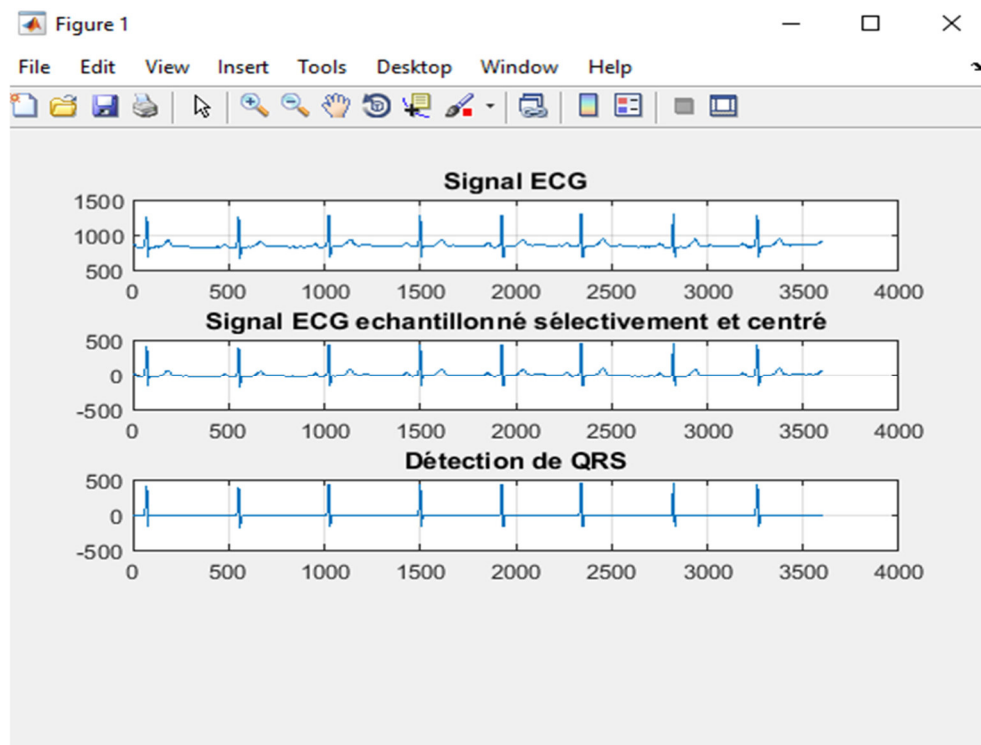 Figure 1
File Edit View Insert Tools Desktop Window Help
Signal ECG
1500
1000
500
0 500 1000 1500 2000 2500 3000 3500 4000
Signal ECG echantillonné sélectivement et centré
500
0
-500
0 500 1000 1500 2000 2500 3000 3500 4000
Détection de QRS
500
0
-500
0 500 1000 1500 2000 2500 3000 3500 4000